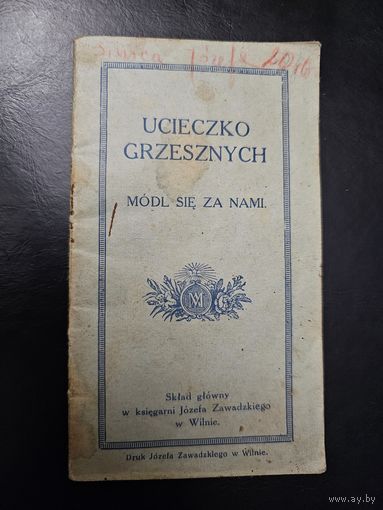 UCIECZKO
GRZESZNYCH
MÓDL SIĘ ZA NAMI.
Skład główny
w księgarni Józefa Zawadzkiego
w Wilnie.
Druk Józefa Zawadzkiego w Wilnie.
www.ay.by